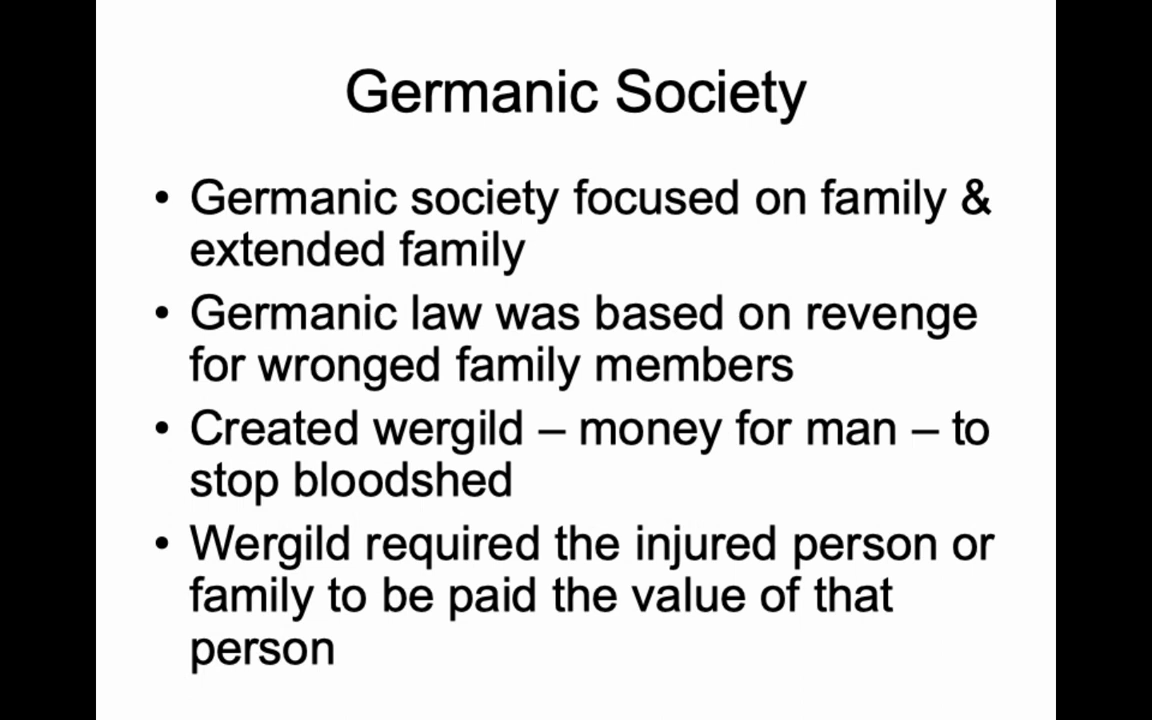 Germanic Society
• Germanic society focused on family &
extended family
• Germanic law was based on revenge
for wronged family members
• Created wergild – money for man – to
stop bloodshed
• Wergild required the injured person or
family to be paid the value of that
person